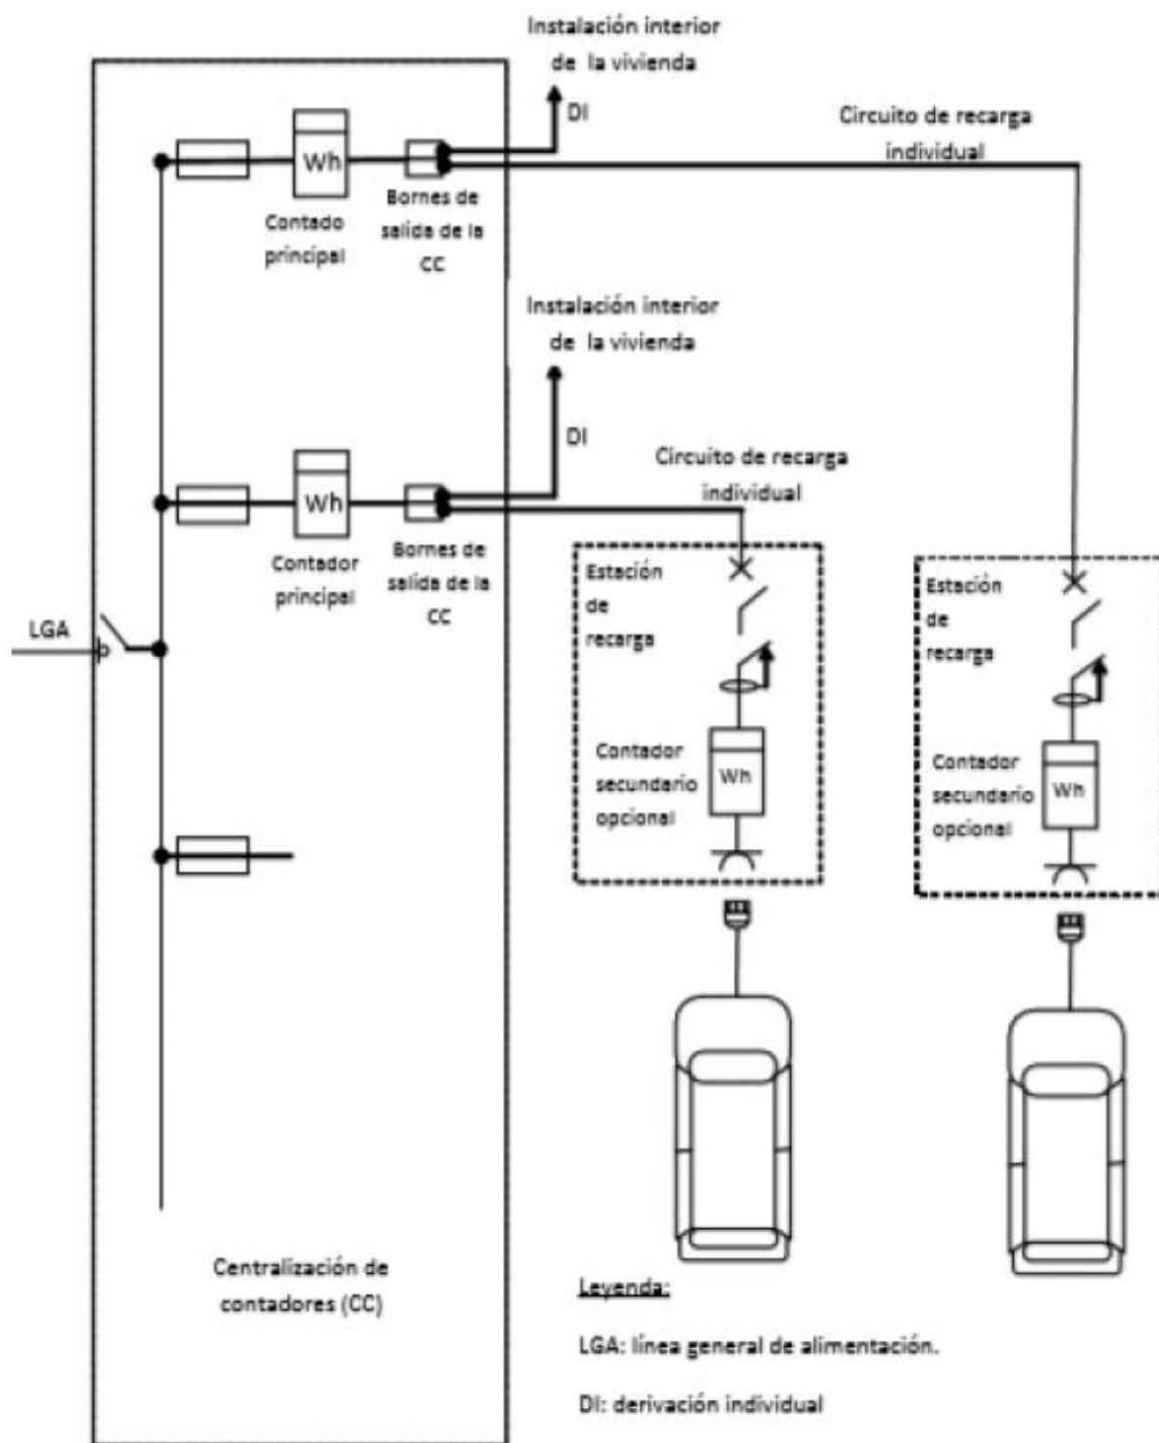 Instalación interior
de la vivienda
DI
Circuito de recarga
individual
Wh
Contado
principal
Bornes de
salida de la
CC
Instalación interior
de la vivienda
DI
Circuito de recarga
individual
Wh
Contador
principal
Bornes de
salida de la
CC
LGA
Estación
de
recarga
Contador
secundario
opcional
Wh
Estación
de
recarga
Contador
secundario
opcional
Wh
Centralización de
contadores (CC)
Leyenda:
LGA: línea general de alimentación.
DI: derivación individual